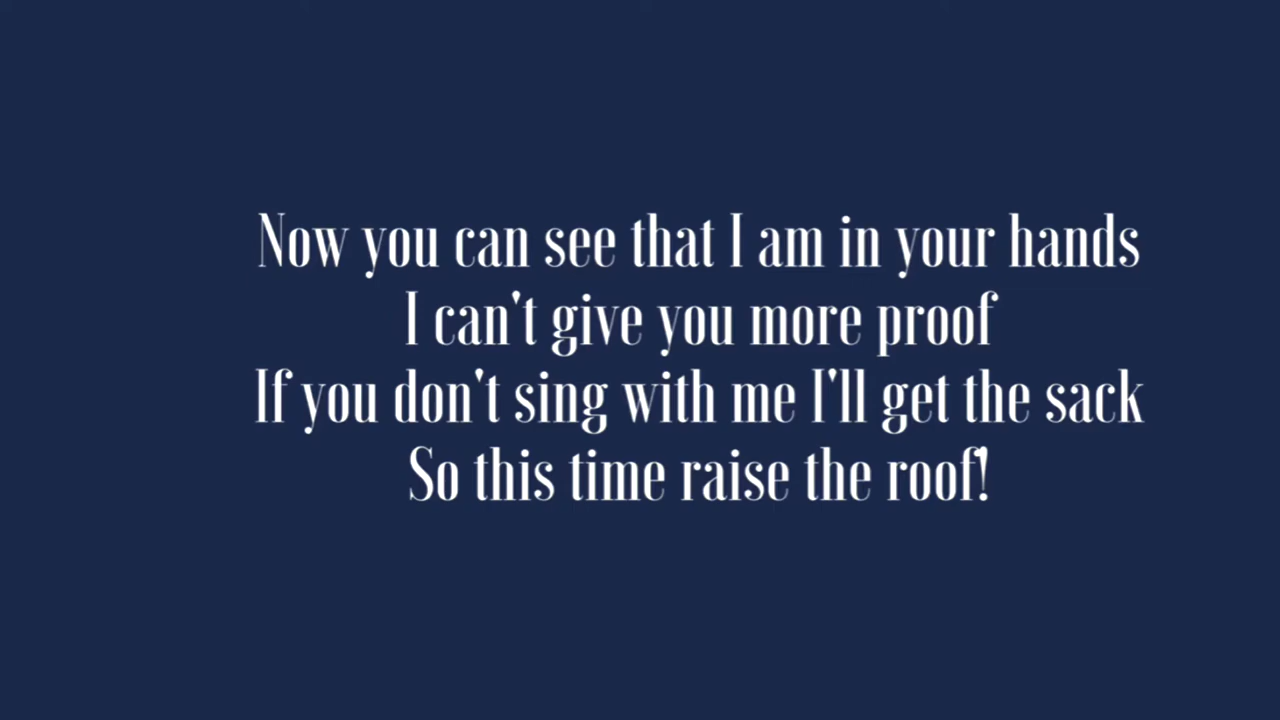 Now you can see that I am in your hands
I can't give you more proof
If you don't sing with me I'll get the sack
So this time raise the roof!